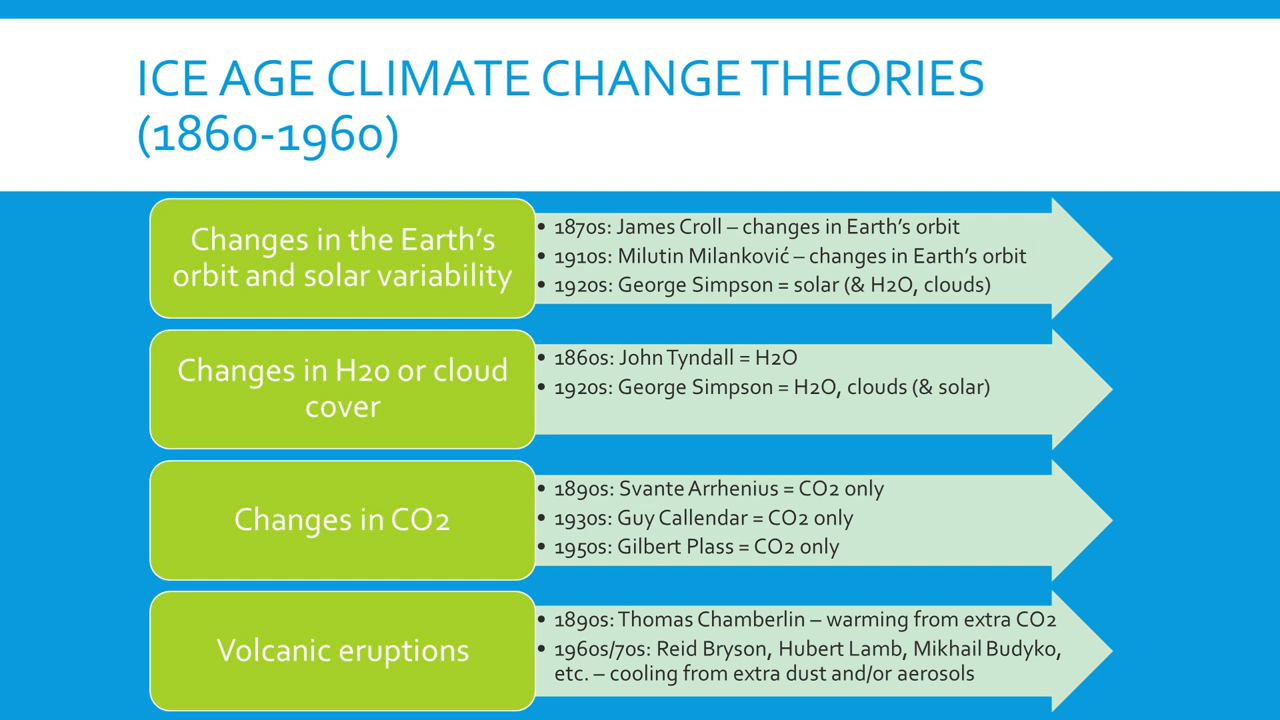 ICE AGE CLIMATE CHANGE THEORIES
(1860-1960)
Changes in the Earth’s
orbit and solar variability
• 1870s: James Croll – changes in Earth’s orbit
• 1910s: Milutin Milanković – changes in Earth’s orbit
• 1920s: George Simpson = solar (& H2O, clouds)
Changes in H2o or cloud
cover
• 1860s: John Tyndall = H2O
• 1920s: George Simpson = H2O, clouds (& solar)
Changes in CO2
• 1890s: Svante Arrhenius = CO2 only
• 1930s: Guy Callendar = CO2 only
• 1950s: Gilbert Plass = CO2 only
Volcanic eruptions
• 1890s: Thomas Chamberlin – warming from extra CO2
• 1960s/70s: Reid Bryson, Hubert Lamb, Mikhail Budyko,
etc. – cooling from extra dust and/or aerosols